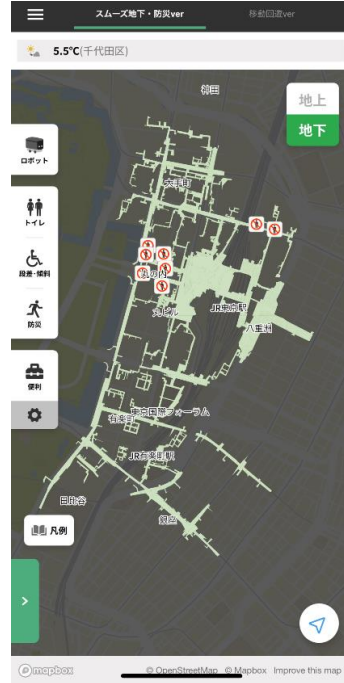 スムーズ地下・防災ver
移動回遊ver
5.5℃(千代田区)
神田
地上
地下
ロボット
大手町
トイレ
丸の内
段差・傾斜
JR東京駅
丸ビル
八重洲
防災
便利
東京国際フォーラム
有楽町
JR有楽町駅
日比谷
銀座
凡例
mapbox
© OpenStreetMap © Mapbox Improve this map